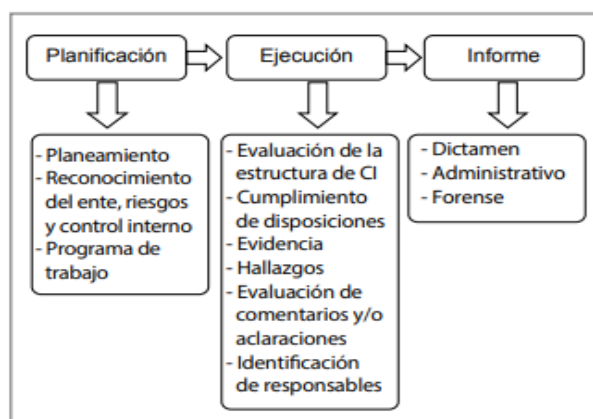 Planificación
Ejecución
Informe
- Planeamiento
- Reconocimiento
del ente, riesgos
y control interno
- Programa de
trabajo
- Evaluación de la
estructura de CI
- Cumplimiento
de disposiciones
- Evidencia
- Hallazgos
- Evaluación de
comentarios y/o
aclaraciones
- Identificación
de responsables
- Dictamen
- Administrativo
- Forense